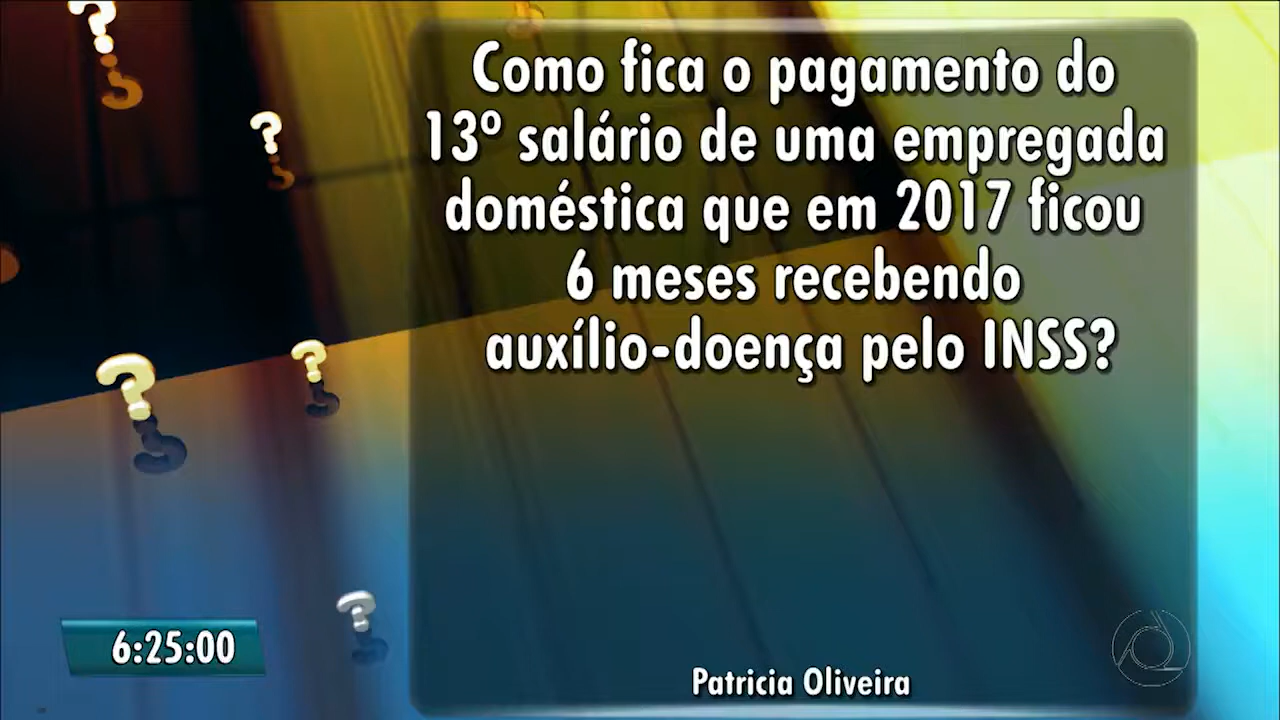 Como fica o pagamento do
13º salário de uma empregada
doméstica que em 2017 ficou
6 meses recebendo
auxílio-doença pelo INSS?
6:25:00
Patricia Oliveira